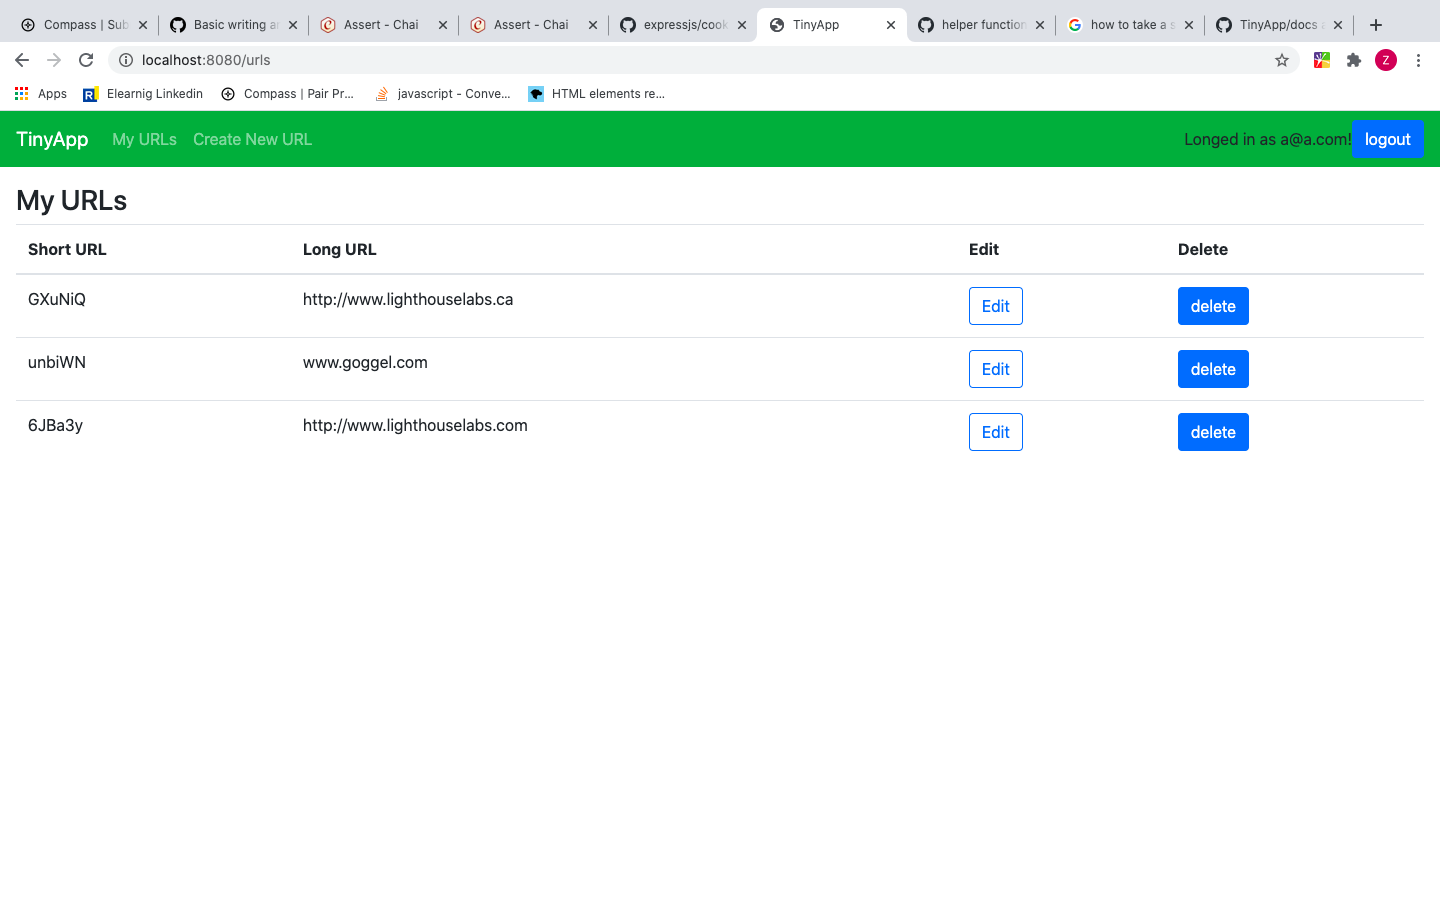 Compass | Sub
Basic writing ar
Assert - Chai
Assert - Chai
expressjs/cook
TinyApp
helper function
how to take a s
TinyApp/docs a
localhost:8080/urls
Z
Apps
Elearnig Linkedin
Compass | Pair Pr...
javascript - Conve...
HTML elements re...
TinyApp
My URLs
Create New URL
Longed in as a@a.com!
logout
My URLs
Short URL Long URL Edit Delete
GXuNiQ http://www.lighthouselabs.ca Edit delete
unbiWN www.goggel.com Edit delete
6JBa3y http://www.lighthouselabs.com Edit delete